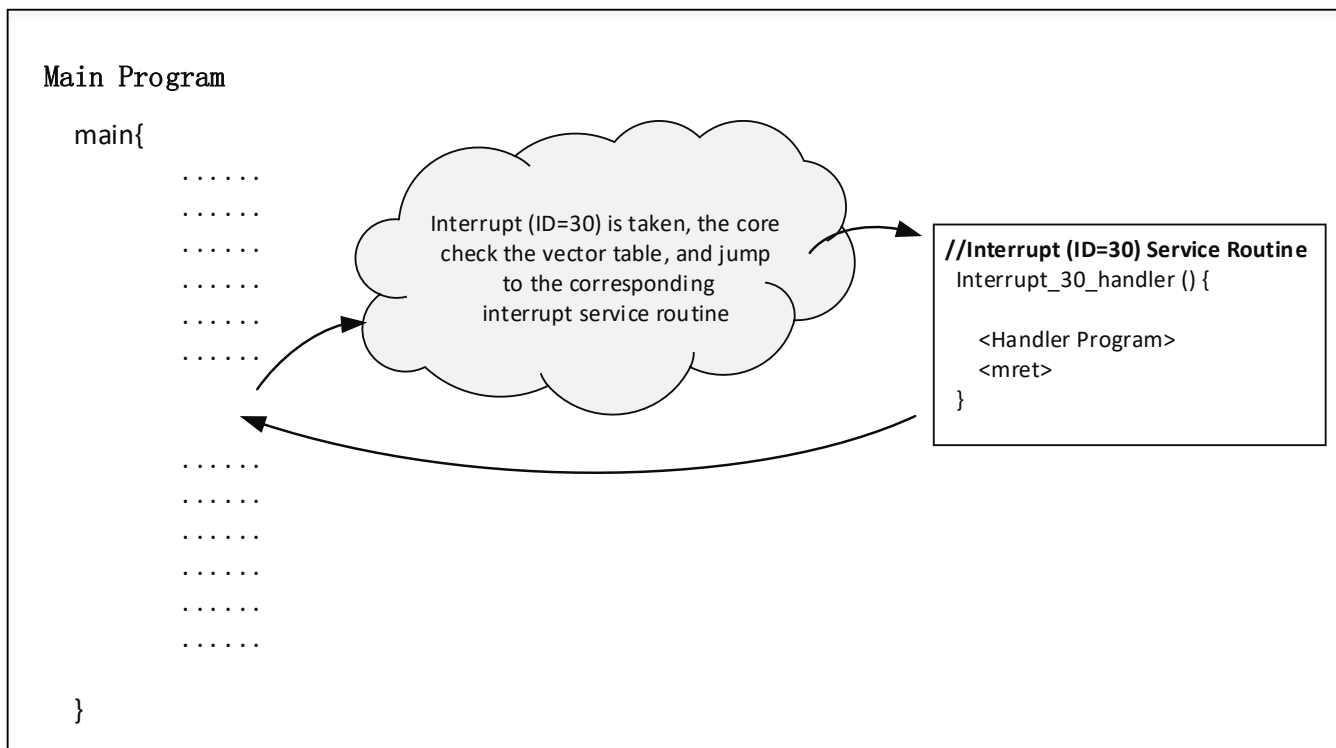 Main Program
main{
......
......
......
......
......
......
Interrupt (ID=30) is taken, the core
check the vector table, and jump
to the corresponding
interrupt service routine
//Interrupt (ID=30) Service Routine
Interrupt_30_handler () {
<Handler Program>
<mret>
}
......
......
......
......
......
......
}